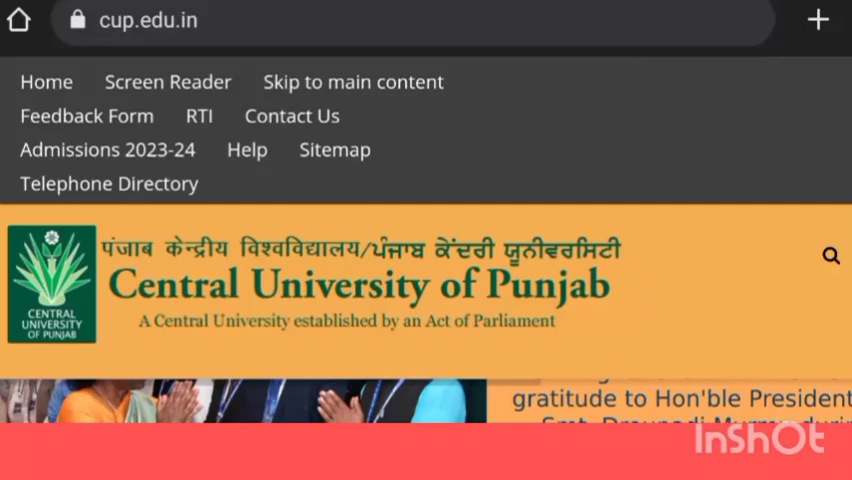 cup.edu.in
Home Screen Reader Skip to main content
Feedback Form RTI Contact Us
Admissions 2023-24 Help Sitemap
Telephone Directory
पंजाब केन्द्रीय विश्वविद्यालय/ਪੰਜਾਬ ਕੇਂਦਰੀ ਯੂਨੀਵਰਸਿਟੀ
Central University of Punjab
A Central University established by an Act of Parliament
CENTRAL
UNIVERSITY
OF PUNJAB
gratitude to Hon'ble President
InShOt